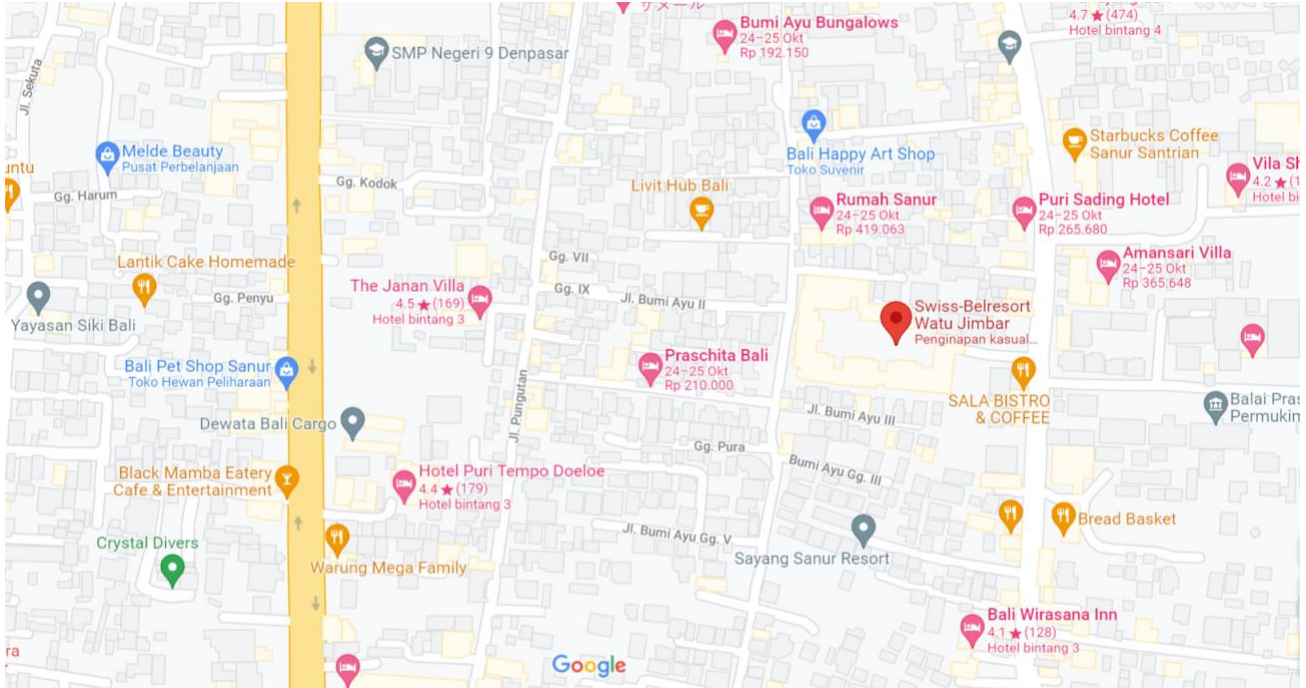 サメール
Bumi Ayu Bungalows
24–25 Okt
Rp 192.150
4.7 ★ (474)
Hotel bintang 4
SMP Negeri 9 Denpasar
Jl. Sekuta
Melde Beauty
Pusat Perbelanjaan
untu
Gg. Harum
Gg. Kodok
Livit Hub Bali
Bali Happy Art Shop
Toko Suvenir
Starbucks Coffee
Sanur Santrian
Vila Sh
4.2 ★ (1
Hotel bi
Rumah Sanur
24–25 Okt
Rp 419.063
Puri Sading Hotel
24–25 Okt
Rp 265.680
Amansari Villa
24–25 Okt
Rp 365.648
Lantik Cake Homemade
Gg. Penyu
Yayasan Siki Bali
The Janan Villa
4.5 ★ (169)
Hotel bintang 3
Gg. VII
Gg. IX
Jl. Bumi Ayu II
Swiss-Belresort
Watu Jimbar
Penginapan kasual...
Bali Pet Shop Sanur
Toko Hewan Peliharaan
Praschita Bali
24–25 Okt
Rp 210.000
SALA BISTRO
& COFFEE
Balai Pras
Permukim
Dewata Bali Cargo
Jl. Pungutan
Jl. Bumi Ayu III
Gg. Pura
Bumi Ayu Gg. III
Black Mamba Eatery
Cafe & Entertainment
Hotel Puri Tempo Doeloe
4.4 ★ (179)
Hotel bintang 3
Bread Basket
Crystal Divers
Warung Mega Family
Jl. Bumi Ayu Gg. V
Sayang Sanur Resort
Bali Wirasana Inn
4.1 ★ (128)
Hotel bintang 3
ra
Google